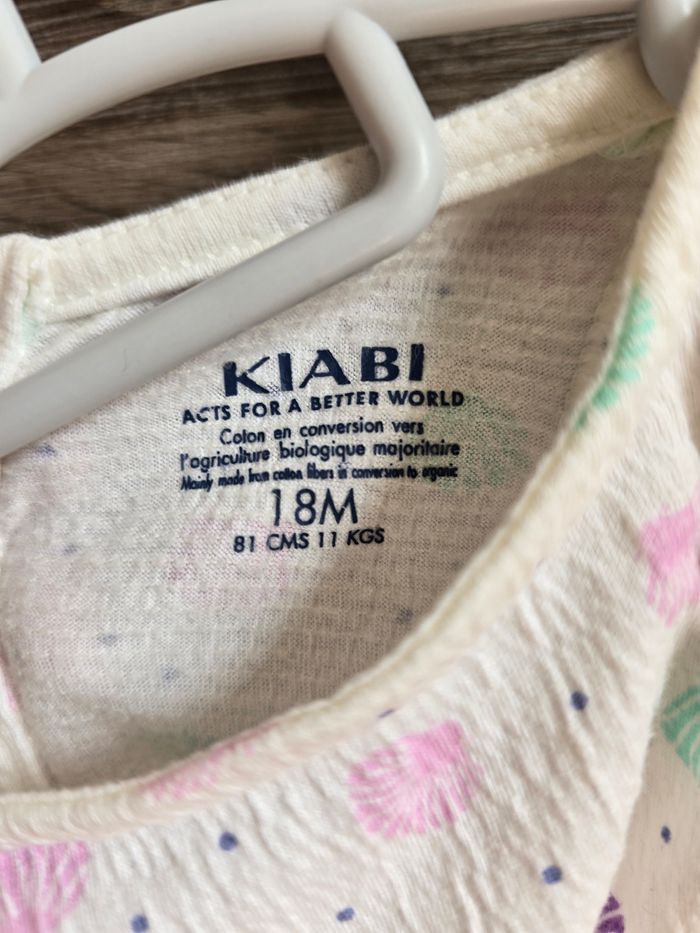 KIABI
ACTS FOR A BETTER WORLD
Colon en conversion vers
l'agriculture biologique majoritaire
Mainly made from cotton fibers in conversion to organic
18M
81 CMS 11 KGS